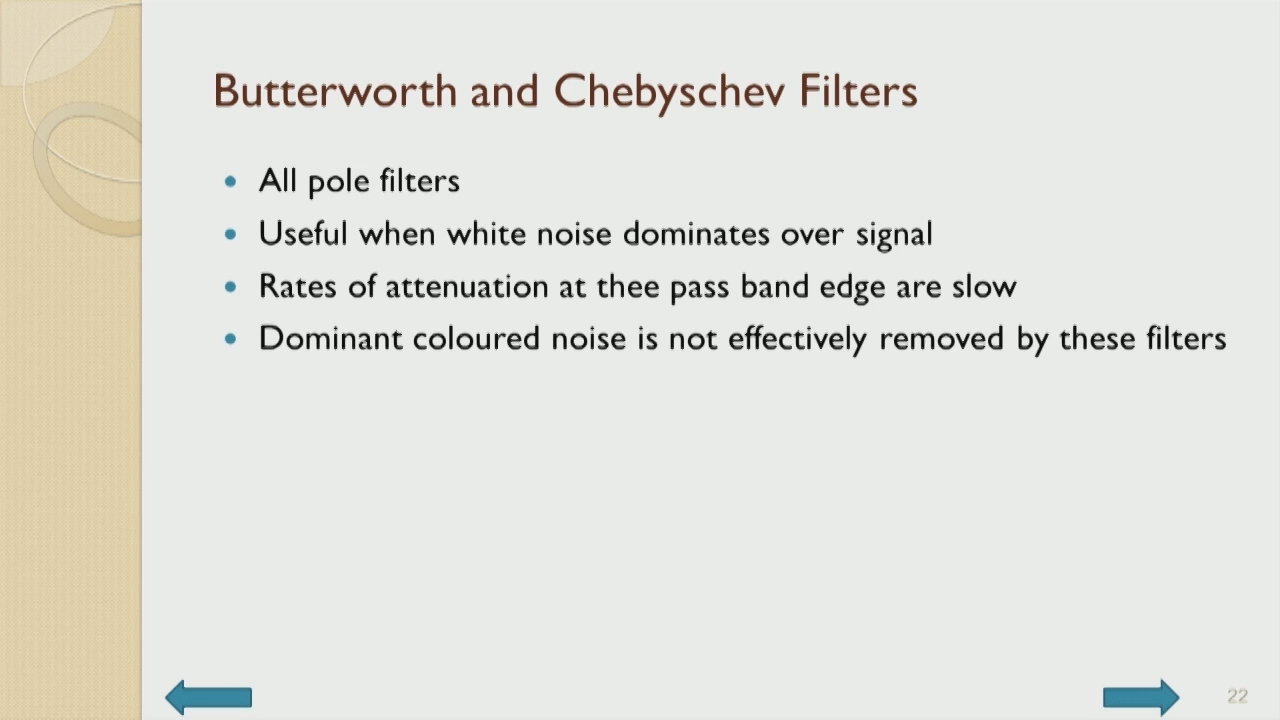 Butterworth and Chebyschev Filters
• All pole filters
• Useful when white noise dominates over signal
• Rates of attenuation at thee pass band edge are slow
• Dominant coloured noise is not effectively removed by these filters
22